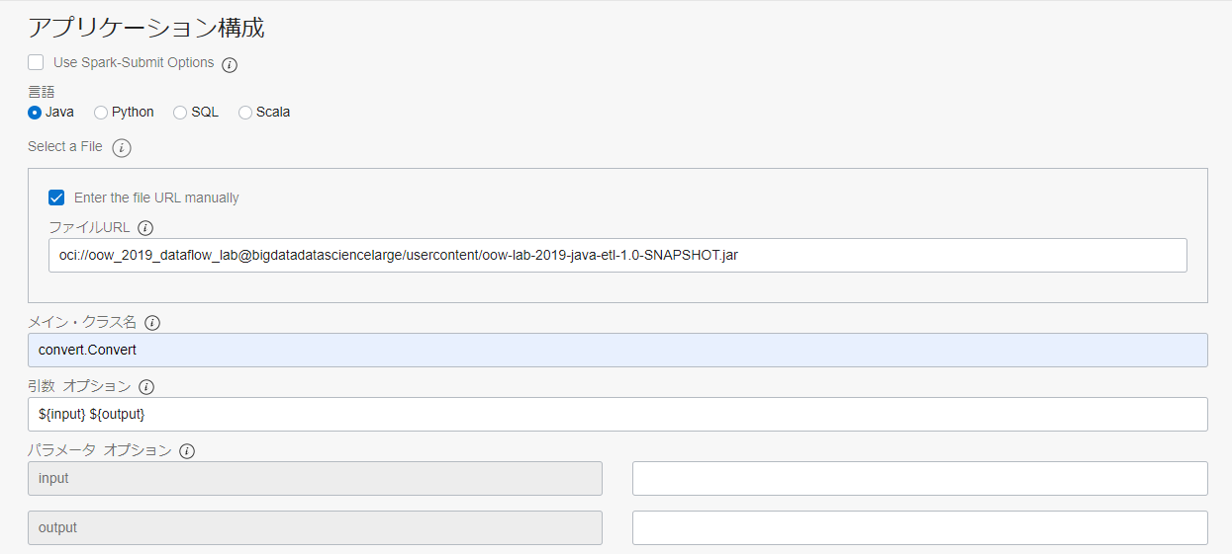 アプリケーション構成
Use Spark-Submit Options
言語
Java Python SQL Scala
Select a File
Enter the file URL manually
ファイルURL
oci://oow_2019_dataflow_lab@bigdatadatasciencelarge/usercontent/oow-lab-2019-java-etl-1.0-SNAPSHOT.jar
メイン・クラス名
convert.Convert
引数 オプション
${input} ${output}
パラメータ オプション
input
output